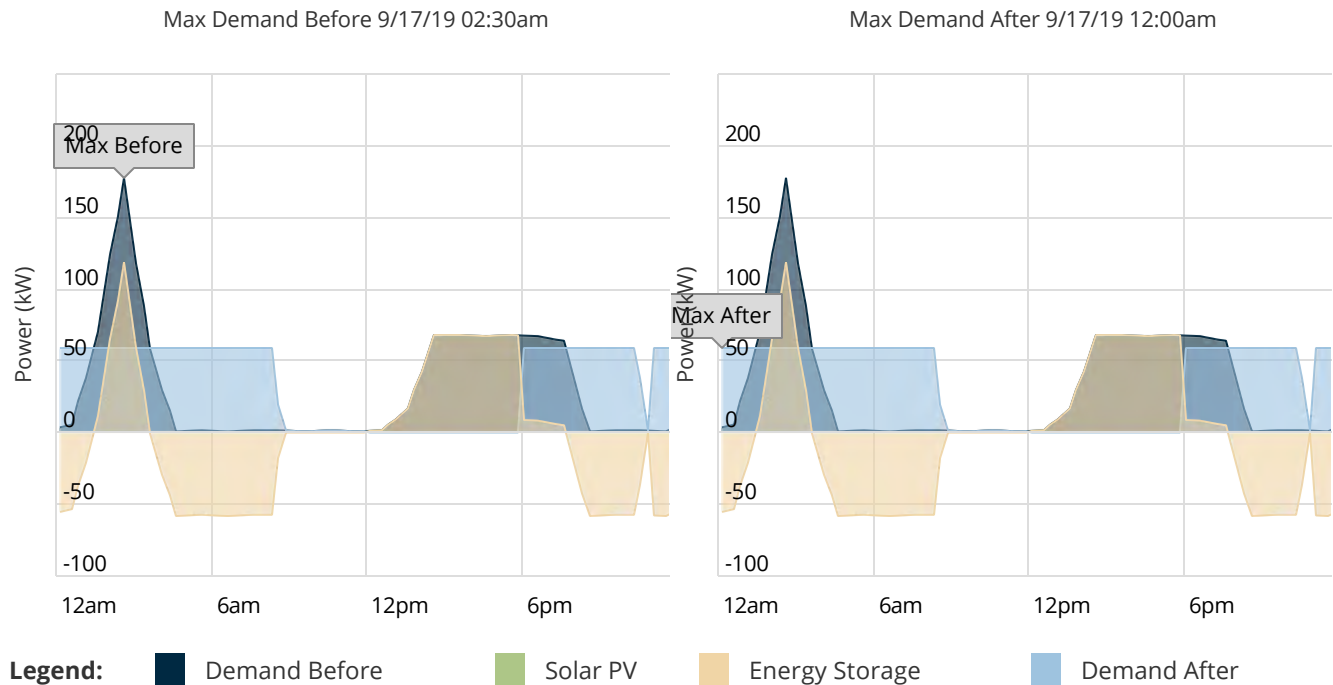 Max Demand Before 9/17/19 02:30am
200
Max Before
150
100
50
0
-50
-100
Power (kW)
12am 6am 12pm 6pm
Max Demand After 9/17/19 12:00am
200
150
100
Max After
50
0
-50
-100
Power (kW)
12am 6am 12pm 6pm
Legend: Demand Before Solar PV Energy Storage Demand After